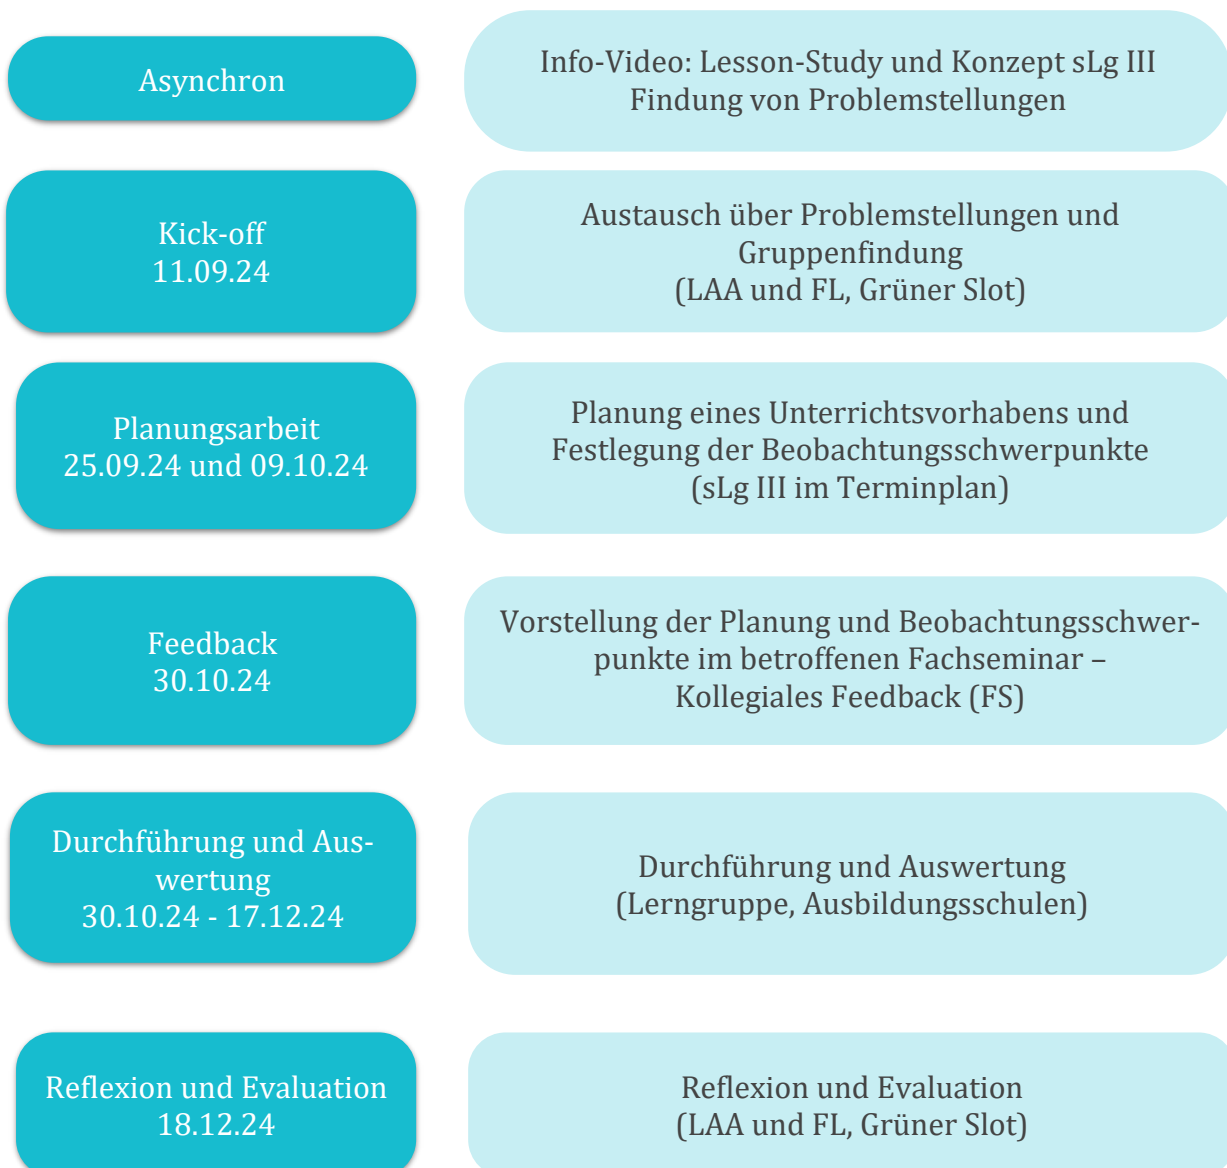 Asynchron
Info-Video: Lesson-Study und Konzept sLg III
Findung von Problemstellungen
Kick-off
11.09.24
Austausch über Problemstellungen und
Gruppenfindung
(LAA und FL, Grüner Slot)
Planungsarbeit
25.09.24 und 09.10.24
Planung eines Unterrichtsvorhabens und
Festlegung der Beobachtungsschwerpunkte
(sLg III im Terminplan)
Feedback
30.10.24
Vorstellung der Planung und Beobachtungsschwer-
punkte im betroffenen Fachseminar –
Kollegiales Feedback (FS)
Durchführung und Aus-
wertung
30.10.24 - 17.12.24
Durchführung und Auswertung
(Lerngruppe, Ausbildungsschulen)
Reflexion und Evaluation
18.12.24
Reflexion und Evaluation
(LAA und FL, Grüner Slot)